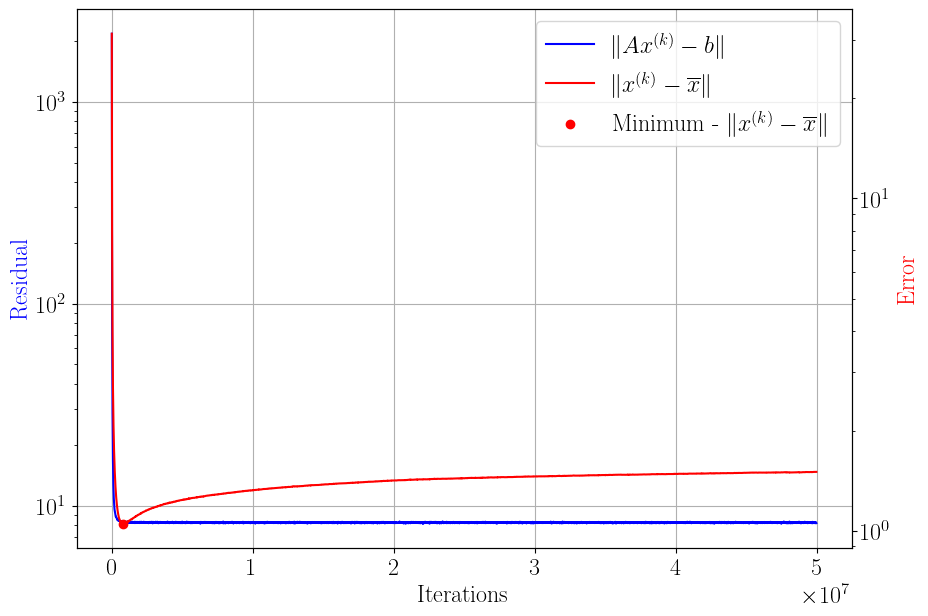 ‖Ax^(k) − b‖
‖x^(k) − x̅‖
Minimum - ‖x^(k) − x̅‖
10^3
10^2
10^1
Residual
10^1
10^0
Error
0 1 2 3 4 5
×10^7
Iterations